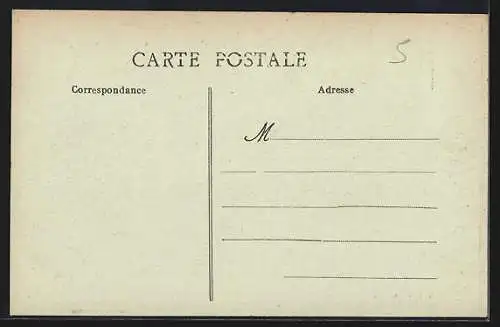 CARTE POSTALE
5
Correspondance
Adresse
M